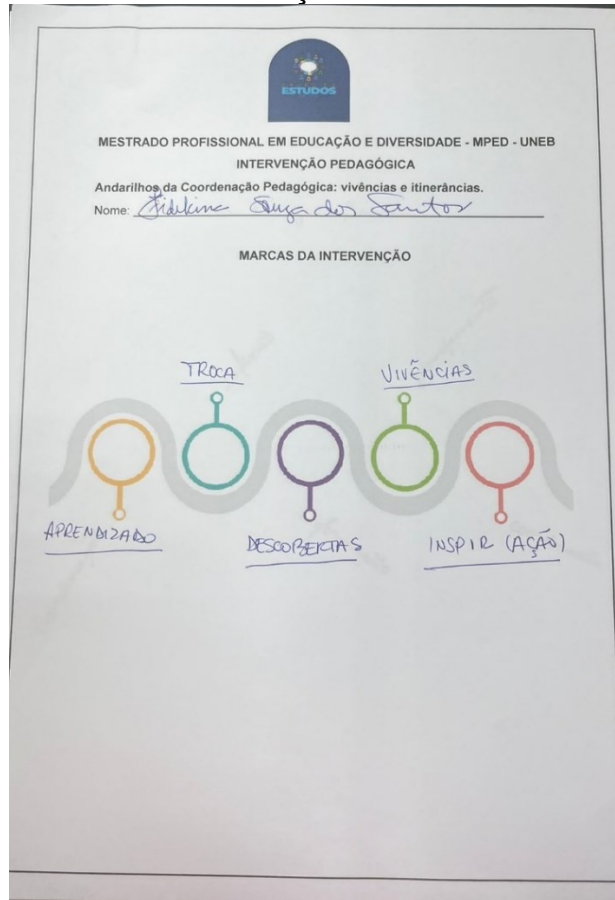 ESTUDOS
MESTRADO PROFISSIONAL EM EDUCAÇÃO E DIVERSIDADE - MPED - UNEB
INTERVENÇÃO PEDAGÓGICA
Andarilhos da Coordenação Pedagógica: vivências e itinerâncias.
Nome: Souza dos Santos
MARCAS DA INTERVENÇÃO
TROCA
VIVÊNCIAS
APRENDIZADO
DESCOBERTAS
INSPIR (AÇÃO)